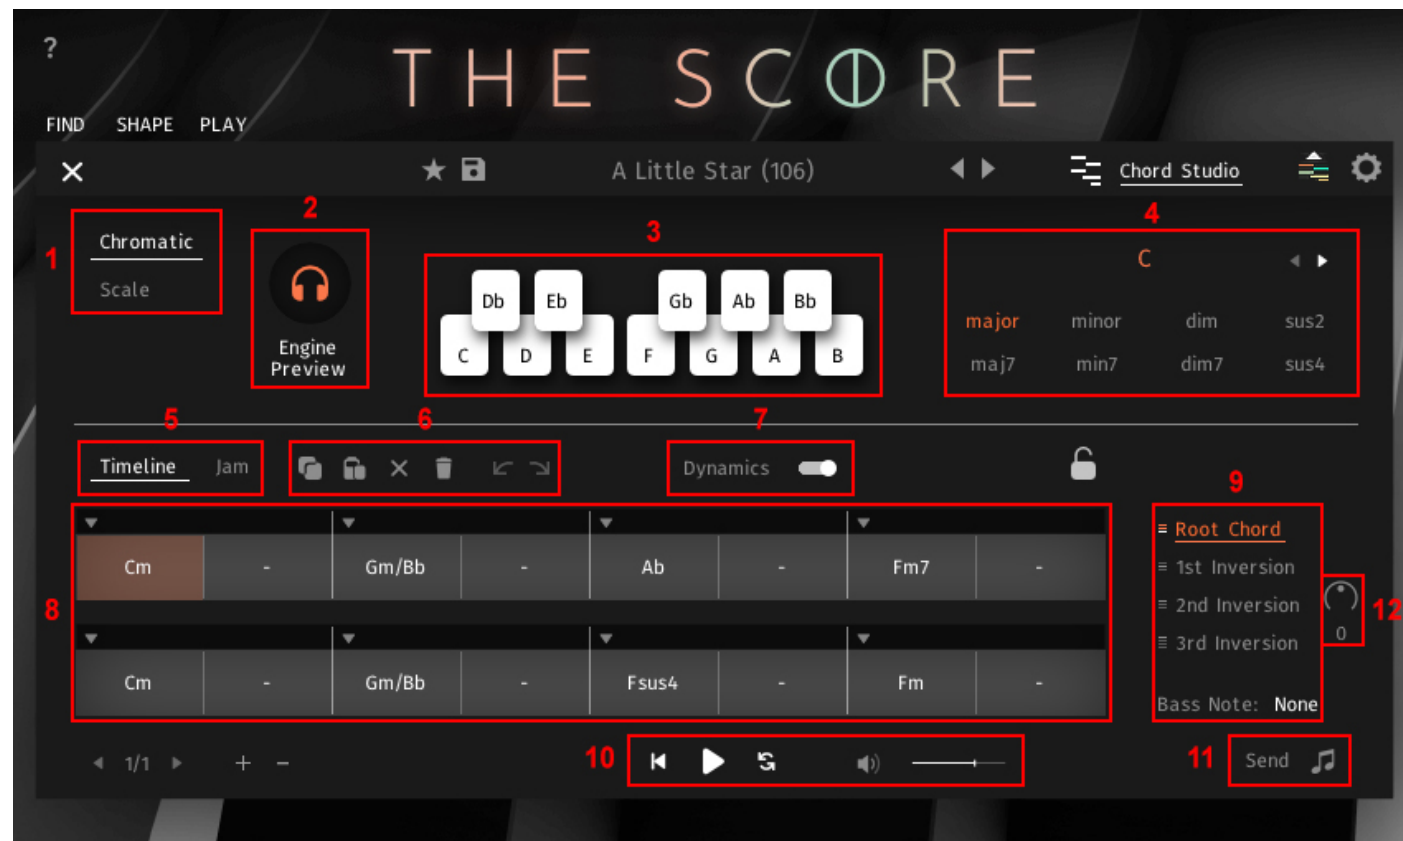 ?
THE SCORE
FIND SHAPE PLAY
A Little Star (106)
Chord Studio
1
Chromatic
Scale
2
Engine
Preview
3
Db Eb Gb Ab Bb
C D E F G A B
4
C
major minor dim sus2
maj7 min7 dim7 sus4
5
Timeline Jam
6
7
Dynamics
8
Cm - Gm/Bb - Ab - Fm7 -
Cm - Gm/Bb - Fsus4 - Fm -
9
Root Chord
1st Inversion
2nd Inversion
3rd Inversion
Bass Note: None
12
0
1/1 + -
10
11
Send